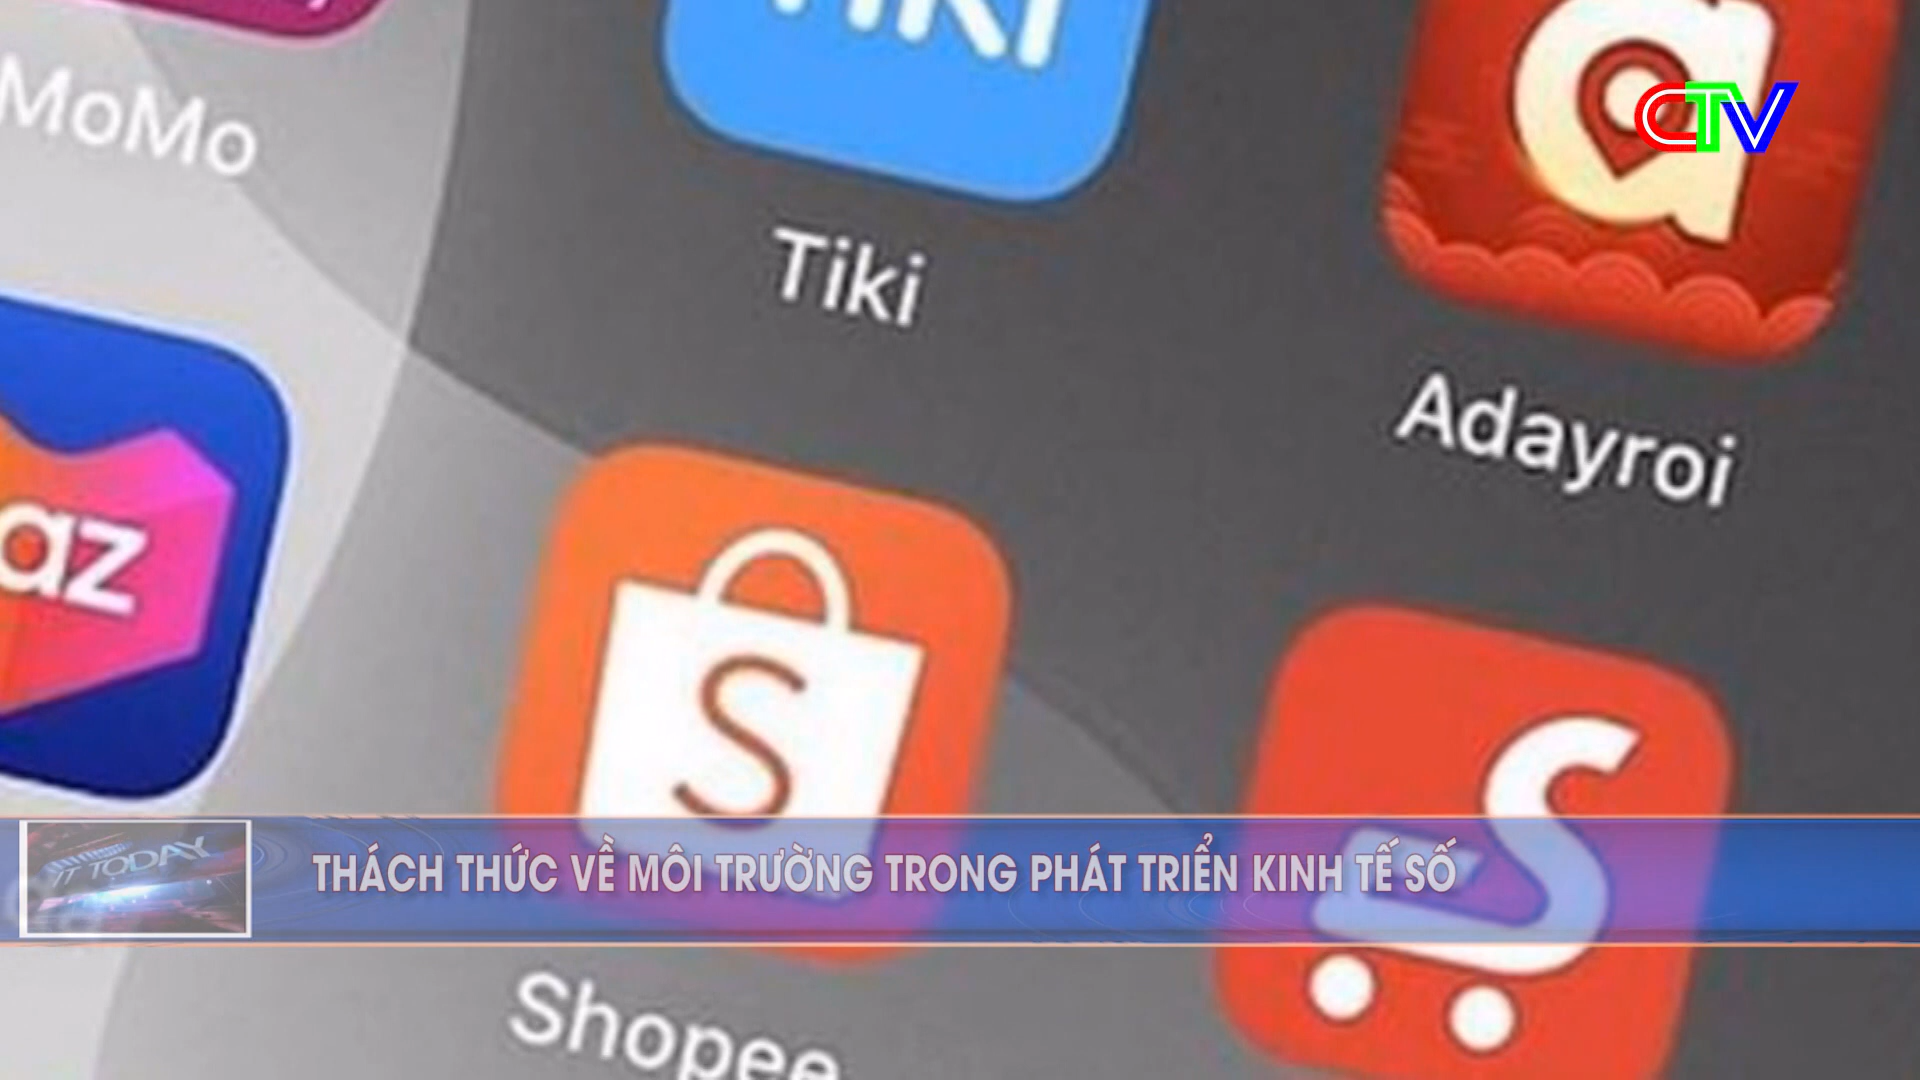 TIKI
MoMo
CTV
Tiki
Adayroi
az
S
IT TODAY
THÁCH THỨC VỀ MÔI TRƯỜNG TRONG PHÁT TRIỂN KINH TẾ SỐ
Shopee